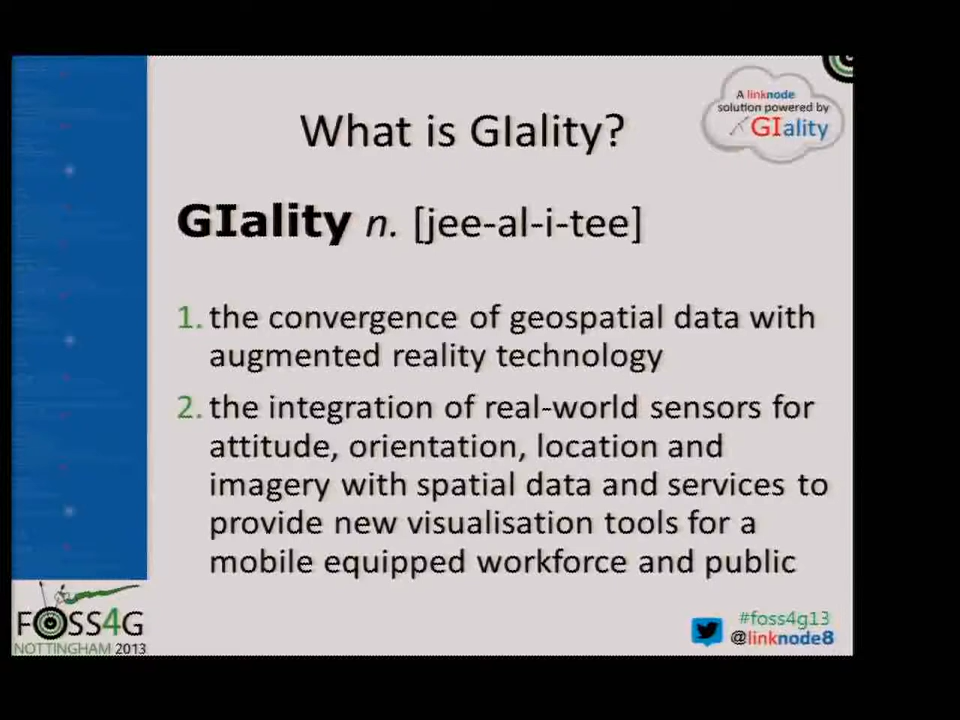 A linknode
solution powered by
GIality
What is GIality?
GIality n. [jee-al-i-tee]
1. the convergence of geospatial data with
augmented reality technology
2. the integration of real-world sensors for
attitude, orientation, location and
imagery with spatial data and services to
provide new visualisation tools for a
mobile equipped workforce and public
FOSS4G
NOTTINGHAM 2013
#foss4g13
@linknode8